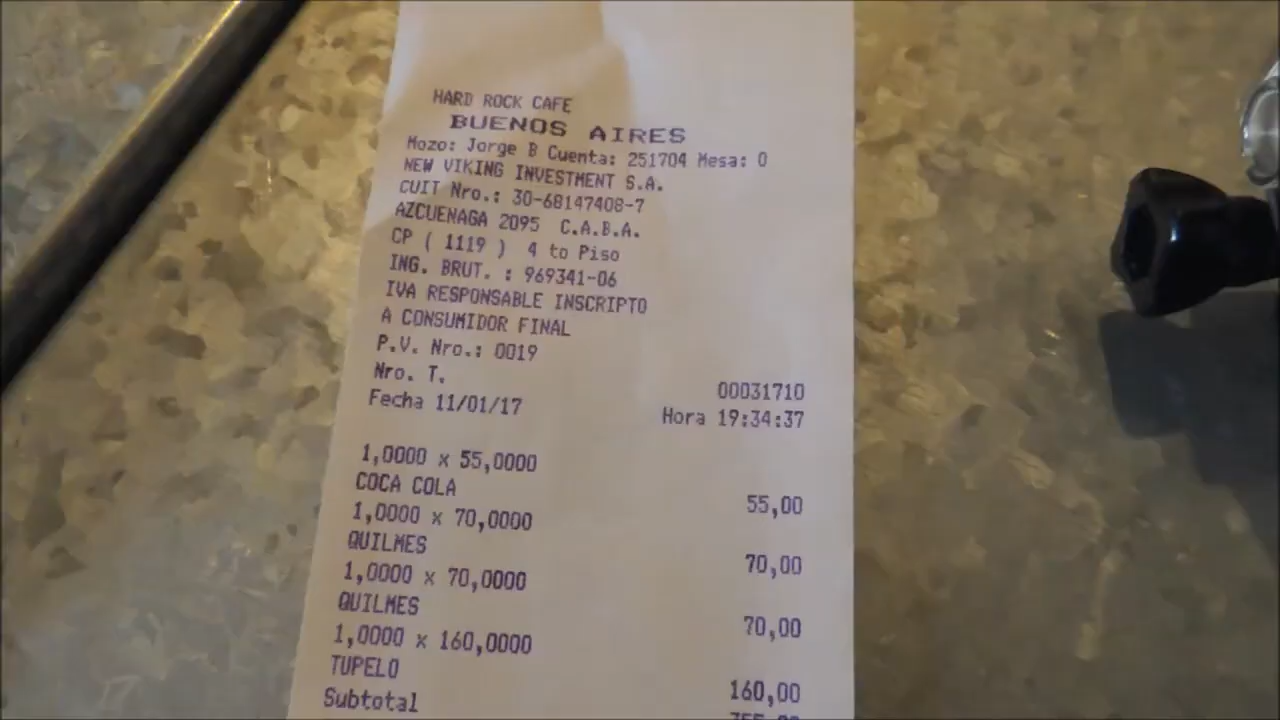 HARD ROCK CAFE
BUENOS AIRES
Mozo: Jorge B Cuenta: 251704 Mesa: 0
NEW VIKING INVESTMENT S.A.
CUIT Nro.: 30-68147408-7
AZCUENAGA 2095 C.A.B.A.
CP ( 1119 ) 4 to Piso
ING. BRUT. : 969341-06
IVA RESPONSABLE INSCRIPTO
A CONSUMIDOR FINAL
P.V. Nro.: 0019
Nro. T. 00031710
Fecha 11/01/17 Hora 19:34:37
1,0000 x 55,0000
COCA COLA 55,00
1,0000 x 70,0000
QUILMES 70,00
1,0000 x 70,0000
QUILMES 70,00
1,0000 x 160,0000
TUPELO 160,00
Subtotal